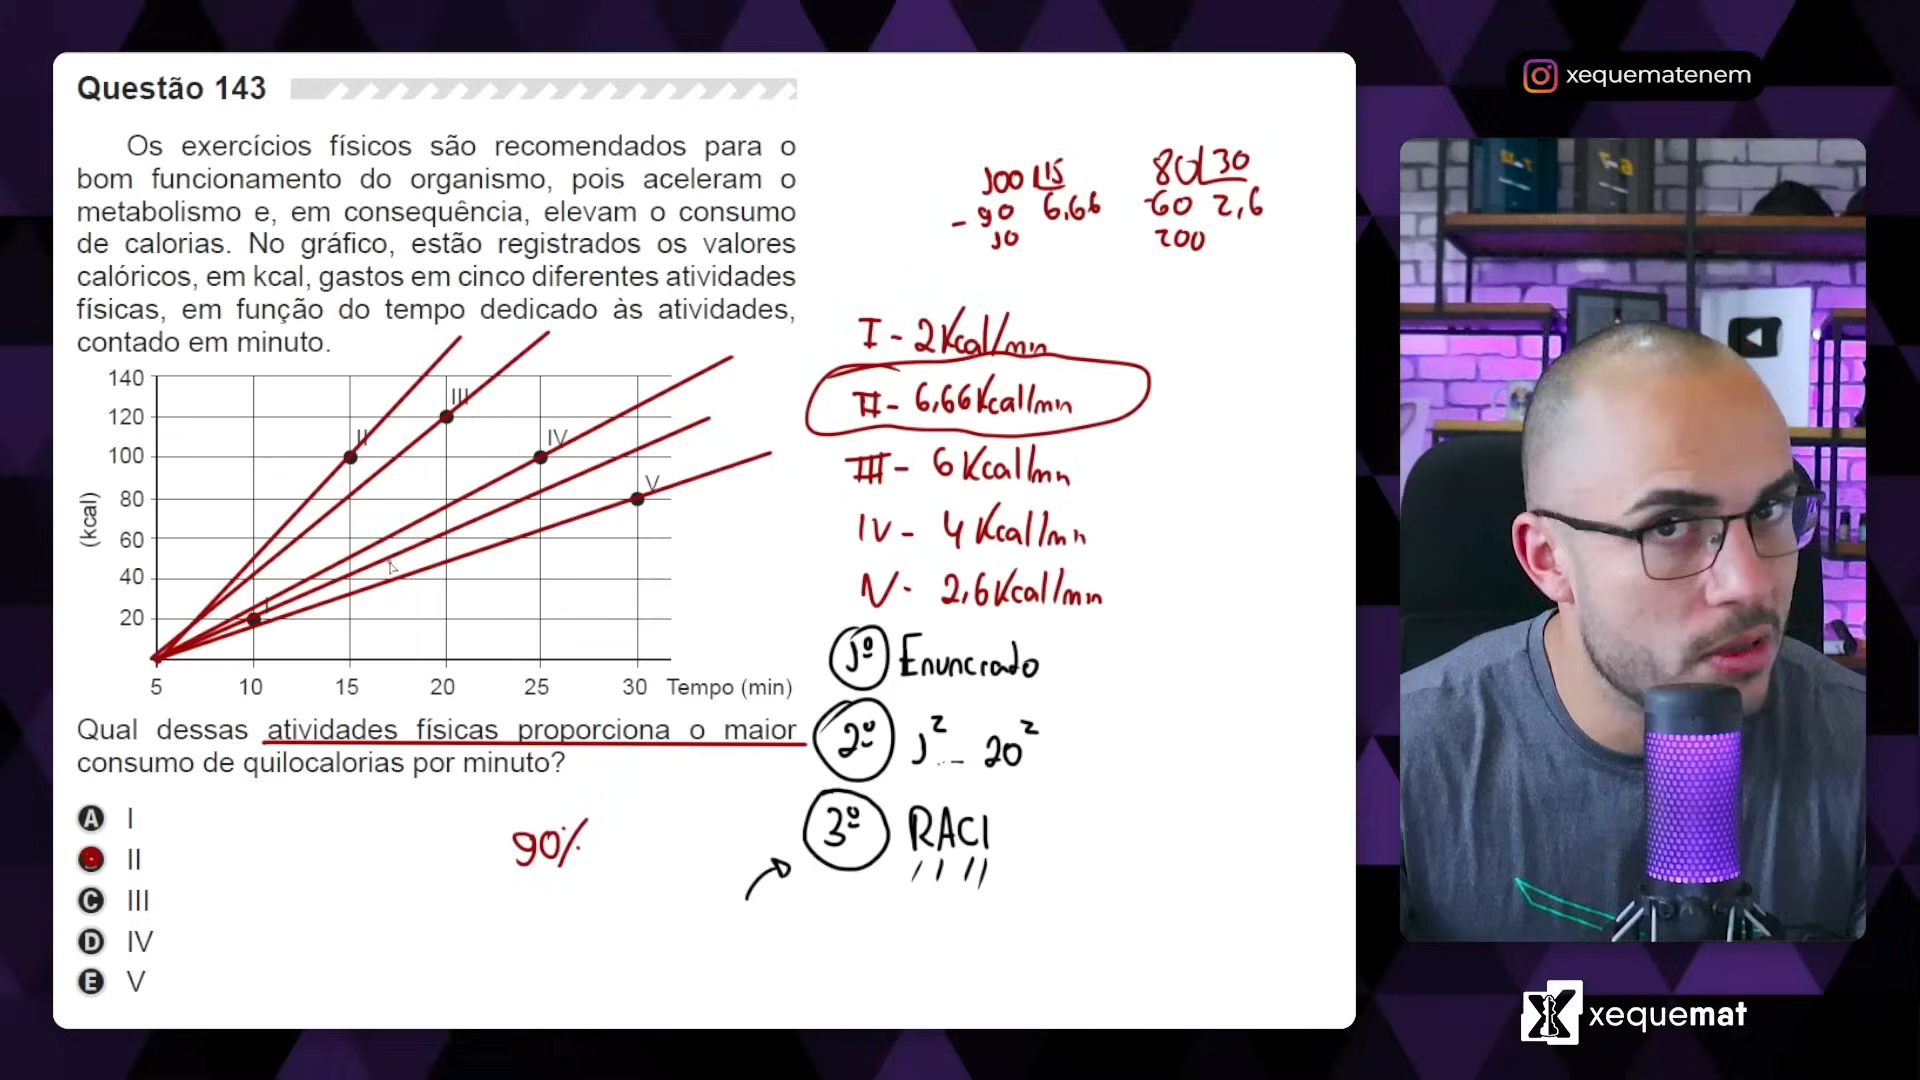 Questão 143
Os exercícios físicos são recomendados para o
bom funcionamento do organismo, pois aceleram o
metabolismo e, em consequência, elevam o consumo
de calorias. No gráfico, estão registrados os valores
calóricos, em kcal, gastos em cinco diferentes atividades
físicas, em função do tempo dedicado às atividades,
contado em minuto.
140
120
100
80
60
40
20
(kcal)
I
II
III
IV
V
5 10 15 20 25 30 Tempo (min)
Qual dessas atividades físicas proporciona o maior
consumo de quilocalorias por minuto?
A I
II
C III
D IV
E V
90%
100 15
- 90 6,66
10
80 30
-60 2,6
200
I - 2Kcal/min
II - 6,66Kcal/min
III - 6 Kcal/min
IV - 4 Kcal/min
V - 2,6Kcal/min
1º Enunciado
2º 1² ... 20²
3º RACI
xequematenem
xequemat